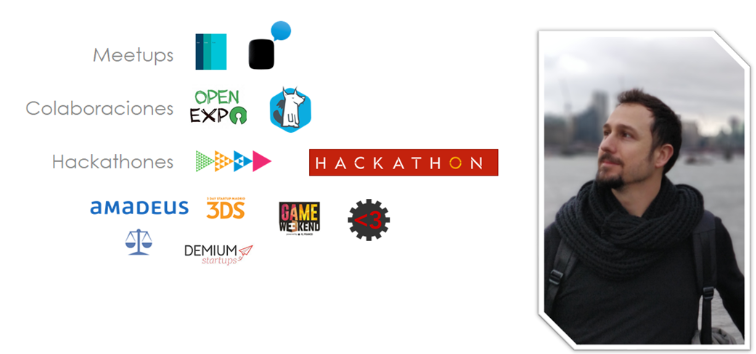 Meetups
Colaboraciones
OPEN
EXPO
Hackathones
HACKATHON
amadeus
3DS
GAME
WEEKEND
<3
DEMIUM
startups